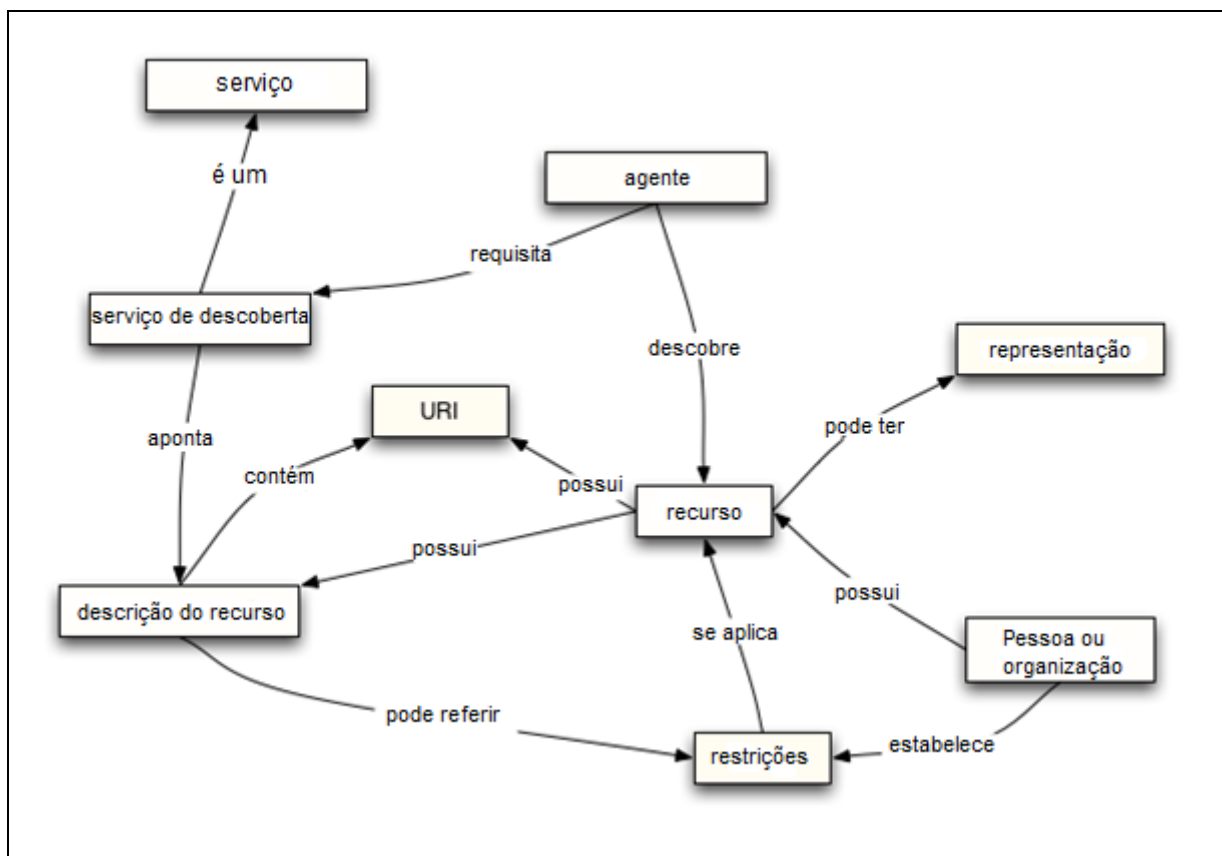 serviço
é um
agente
requisita
serviço de descoberta
descobre
representação
URI
pode ter
aponta
contém
possui
recurso
possui
possui
descrição do recurso
se aplica
Pessoa ou
organização
pode referir
estabelece
restrições